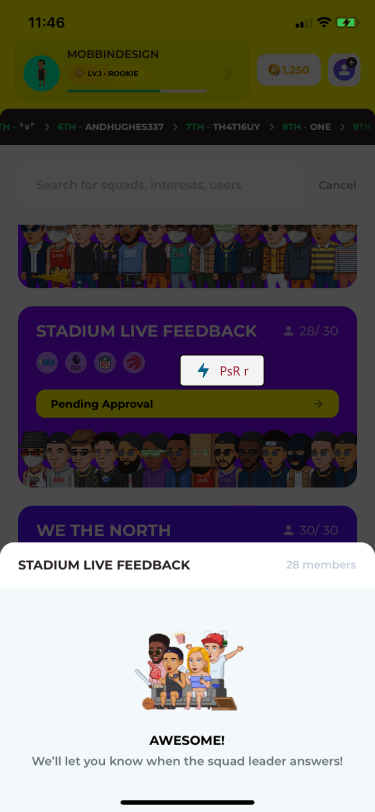 11:46
MOBBINDESIGN
LV.1 • ROOKIE
1,250
6TH - ANDHUGHES337 > 7TH - TH4T16UY > 8TH - ONE > 9TH
Search for squads, interests, users
Cancel
STADIUM LIVE FEEDBACK
28/ 30
NBA
NFL
PsR r
Pending Approval
WE THE NORTH
30/ 30
STADIUM LIVE FEEDBACK
28 members
AWESOME!
We’ll let you know when the squad leader answers!